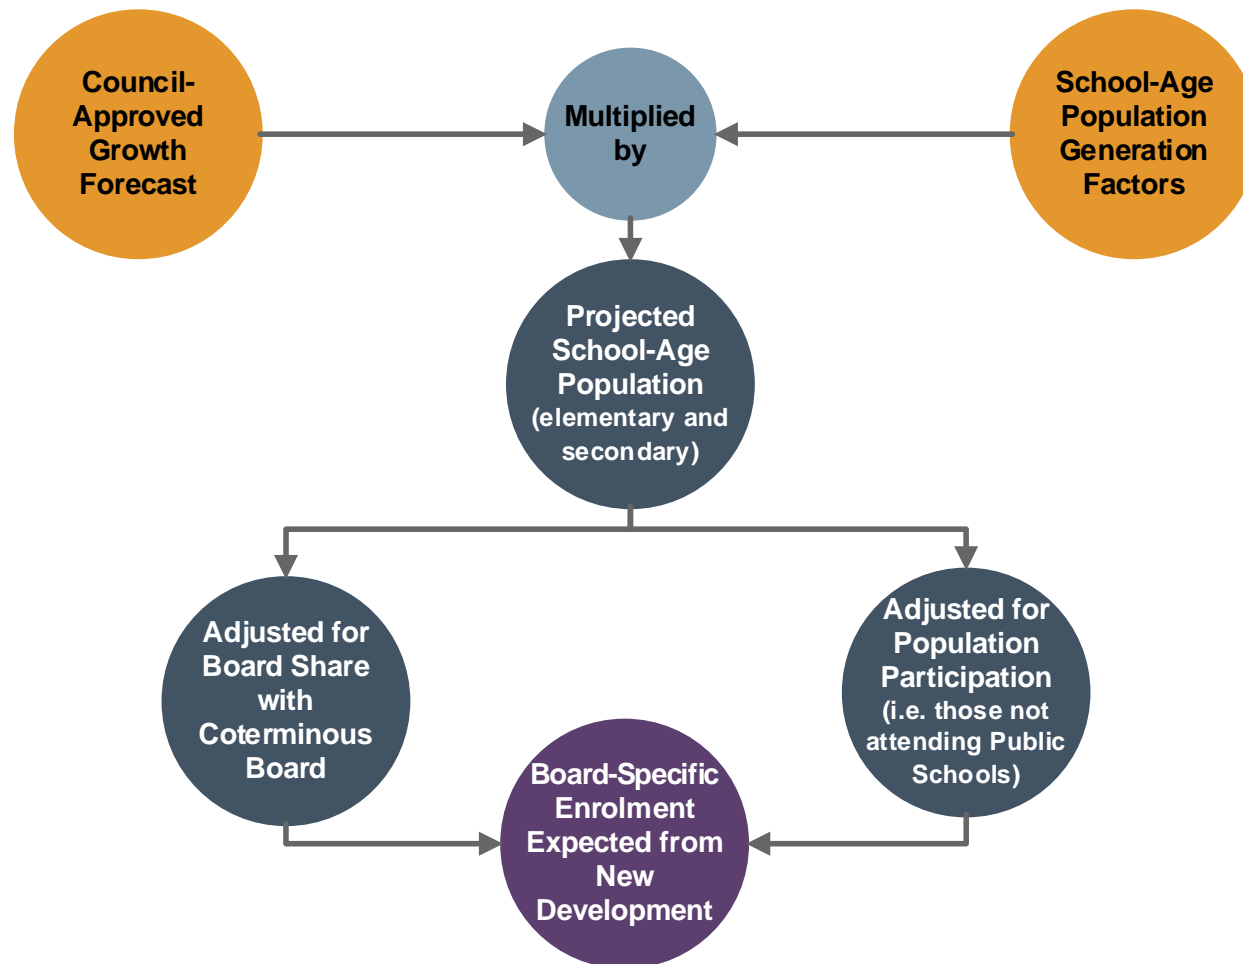 Council-
Approved
Growth
Forecast
Multiplied
by
School-Age
Population
Generation
Factors
Projected
School-Age
Population
(elementary and
secondary)
Adjusted for
Board Share
with
Coterminous
Board
Adjusted for
Population
Participation
(i.e. those not
attending Public
Schools)
Board-Specific
Enrolment
Expected from
New
Development